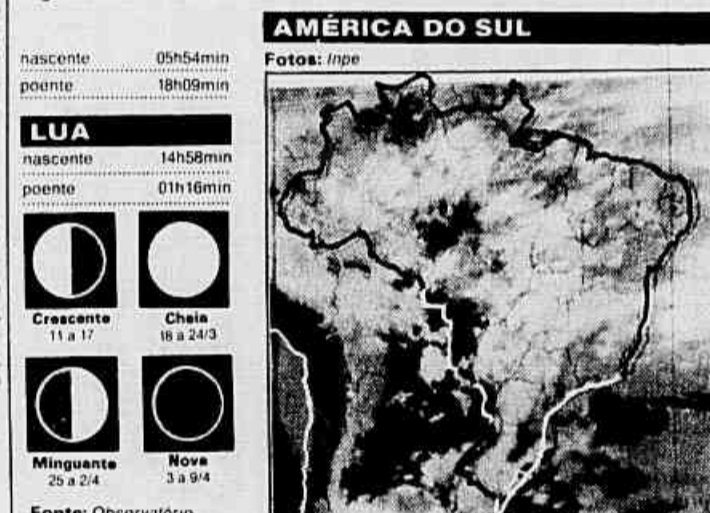 nascente 05h54min
poente 18h09min
LUA
nascente 14h58min
poente 01h16min
Crescente
11 a 17
Cheia
18 a 24/3
Minguante
25 a 2/4
Nova
3 a 9/4
Fonte: Observatório
AMÉRICA DO SUL
Fotos: Inpe